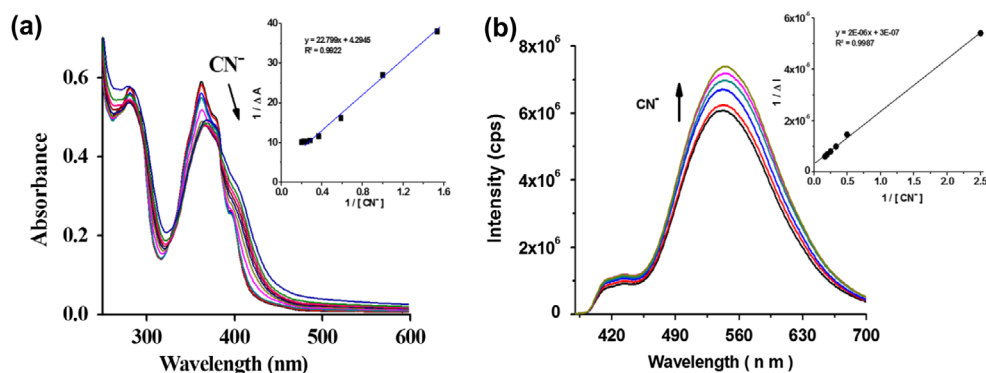 (a)
CN⁻
Absorbance
0.6
0.4
0.2
0.0
300
400
500
600
Wavelength (nm)
y = 22.799x + 4.2945
R² = 0.9922
1 / Δ A
40
30
20
10
0
0.0
0.4
0.8
1.2
1.6
1 / [ CN⁻]
(b)
CN⁻
Intensity (cps)
8x10⁶
6x10⁶
4x10⁶
2x10⁶
0
420
490
560
630
700
Wavelength ( n m )
y = 2E-06x + 3E-07
R² = 0.9987
1 / Δ I
6x10⁻⁶
4x10⁻⁶
2x10⁻⁶
0
0.0
0.5
1.0
1.5
2.0
2.5
1 / [ CN⁻]